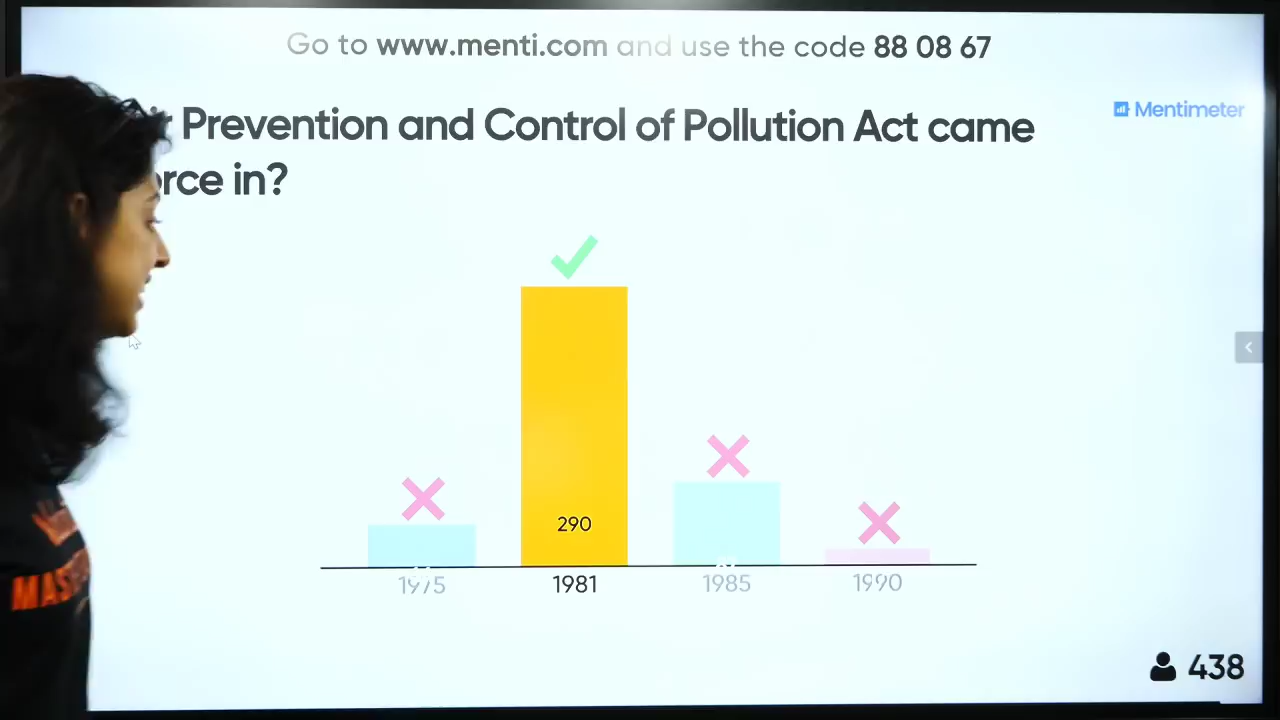 Go to www.menti.com and use the code 88 08 67
Mentimeter
Prevention and Control of Pollution Act came
in?
290
1975
1981
1985
1990
438